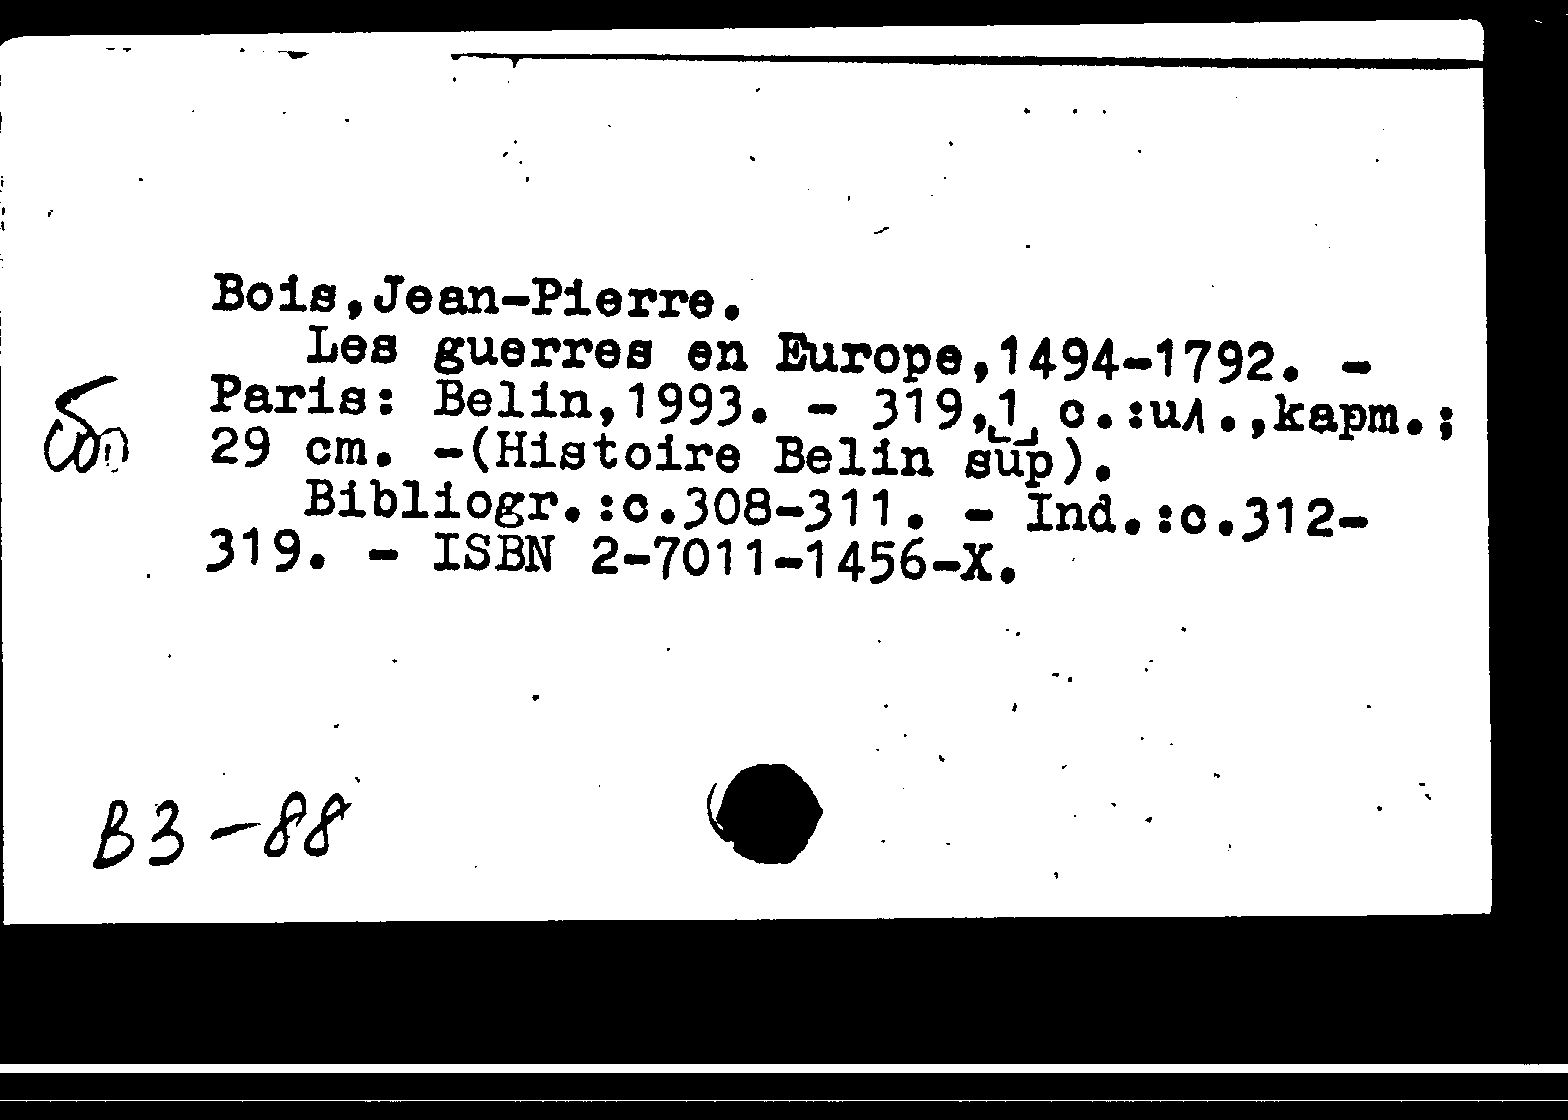 Bois,Jean-Pierre.
Les guerres en Europe,1494-1792. -
Paris: Belin,1993. - 319,1 с.:ил.,карт.;
29 cm. -(Histoire Belin sup).
Bibliogr.:с.308-311. - Ind.:с.312-
319. - ISBN 2-7011-1456-X.
B3-88